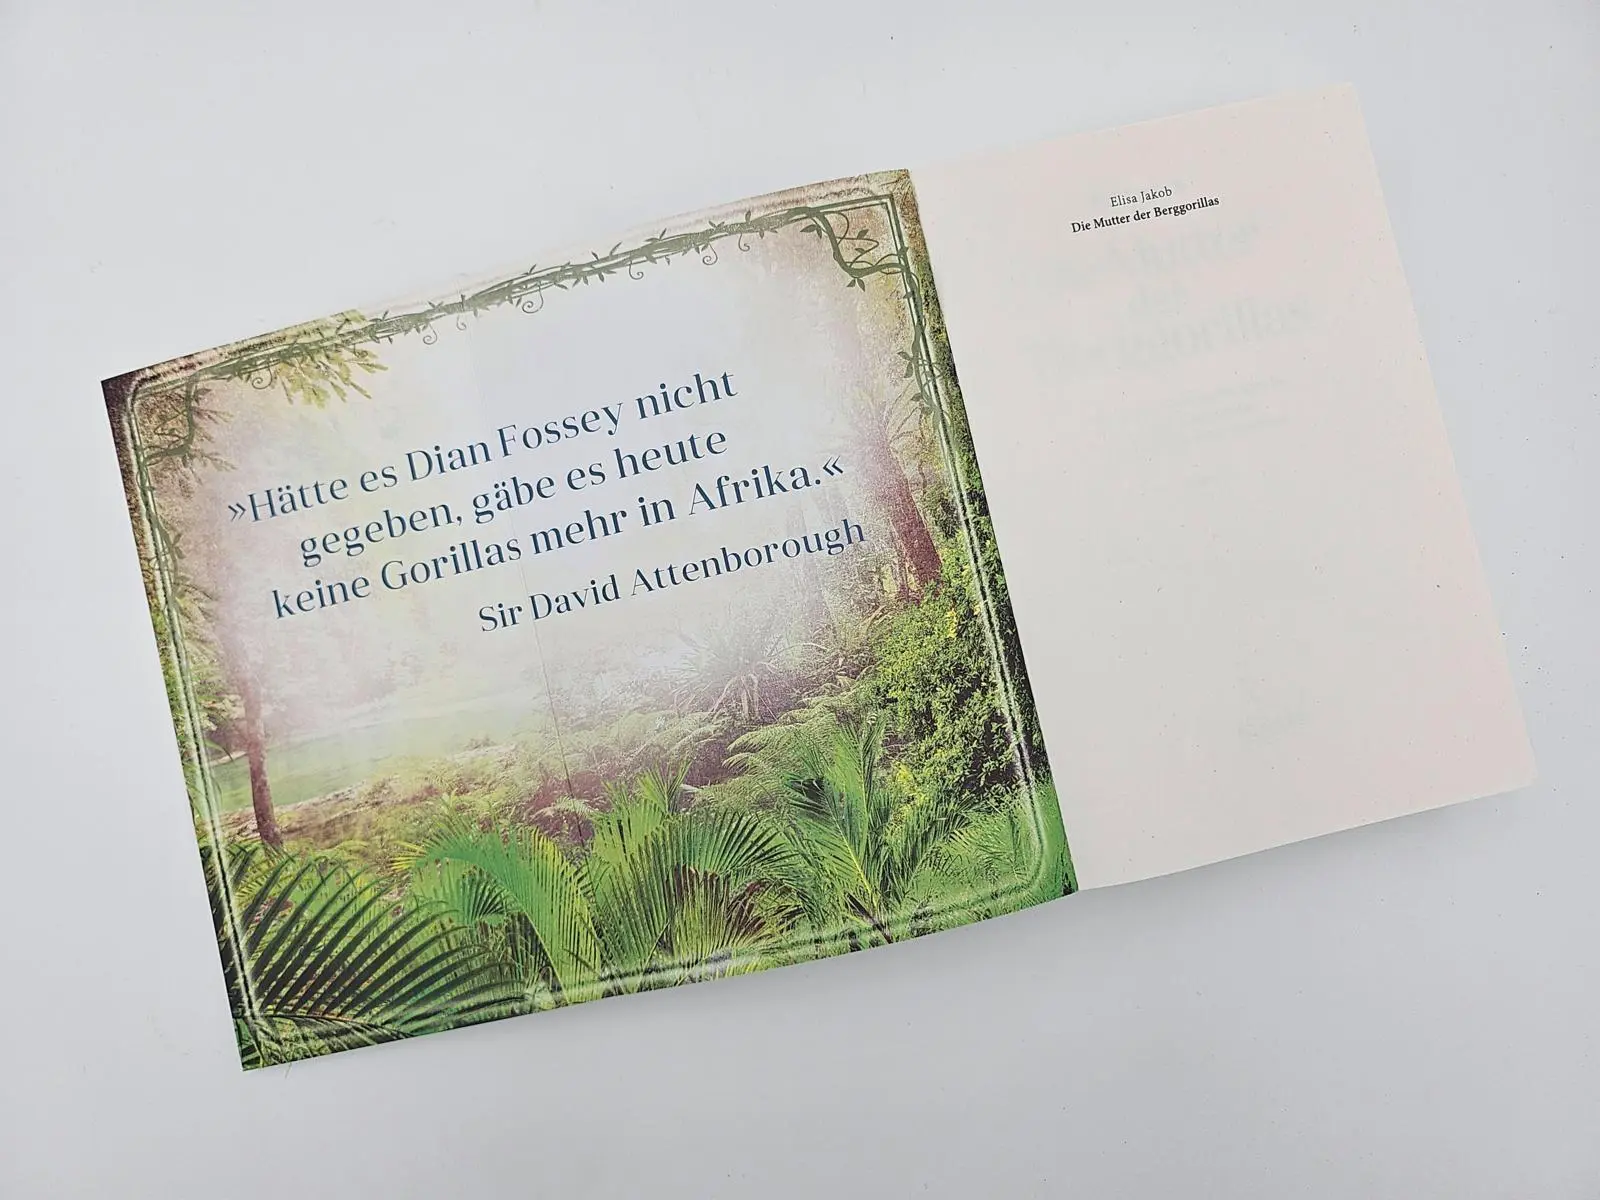 »Hätte es Dian Fossey nicht
gegeben, gäbe es heute
keine Gorillas mehr in Afrika.«
Sir David Attenborough
Elisa Jakob
Die Mutter der Berggorillas